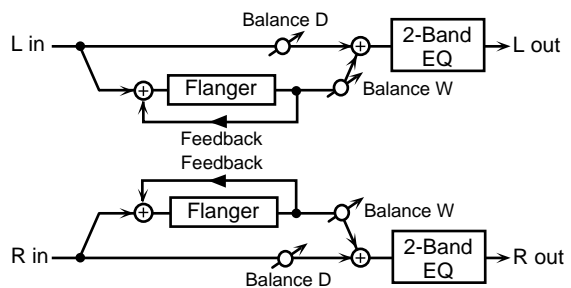 Balance D
L in
2-Band
EQ
L out
Flanger
Balance W
Feedback
Feedback
Flanger
Balance W
R in
2-Band
EQ
R out
Balance D